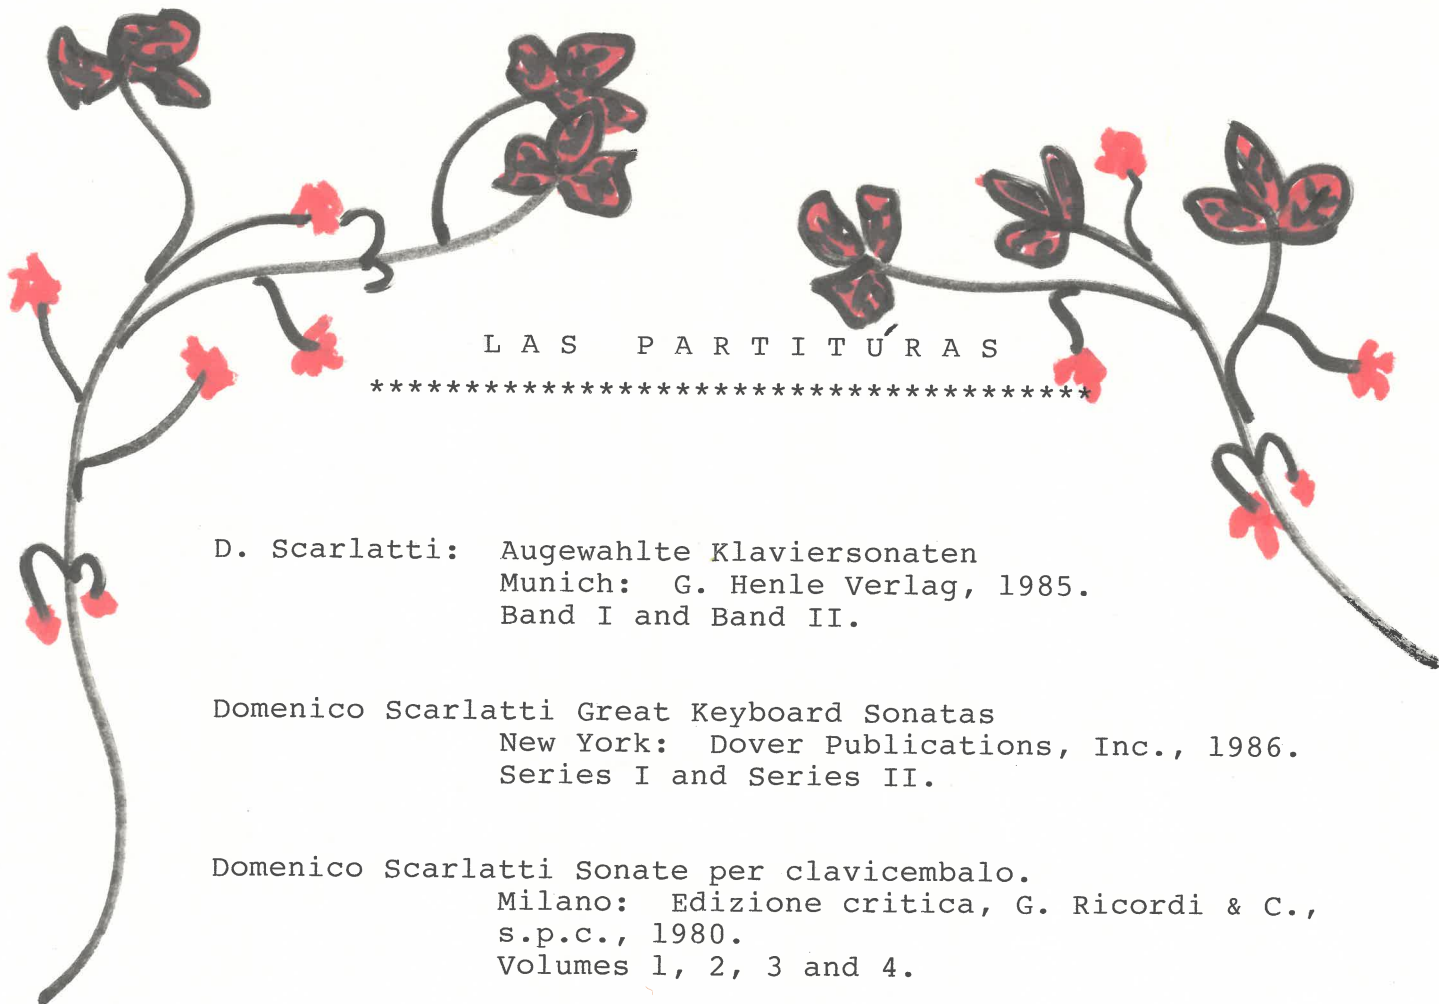 LAS PARTITÚRAS
***************************************
D. Scarlatti: Augewahlte Klaviersonaten
Munich: G. Henle Verlag, 1985.
Band I and Band II.
Domenico Scarlatti Great Keyboard Sonatas
New York: Dover Publications, Inc., 1986.
Series I and Series II.
Domenico Scarlatti Sonate per clavicembalo.
Milano: Edizione critica, G. Ricordi & C.,
s.p.c., 1980.
Volumes 1, 2, 3 and 4.